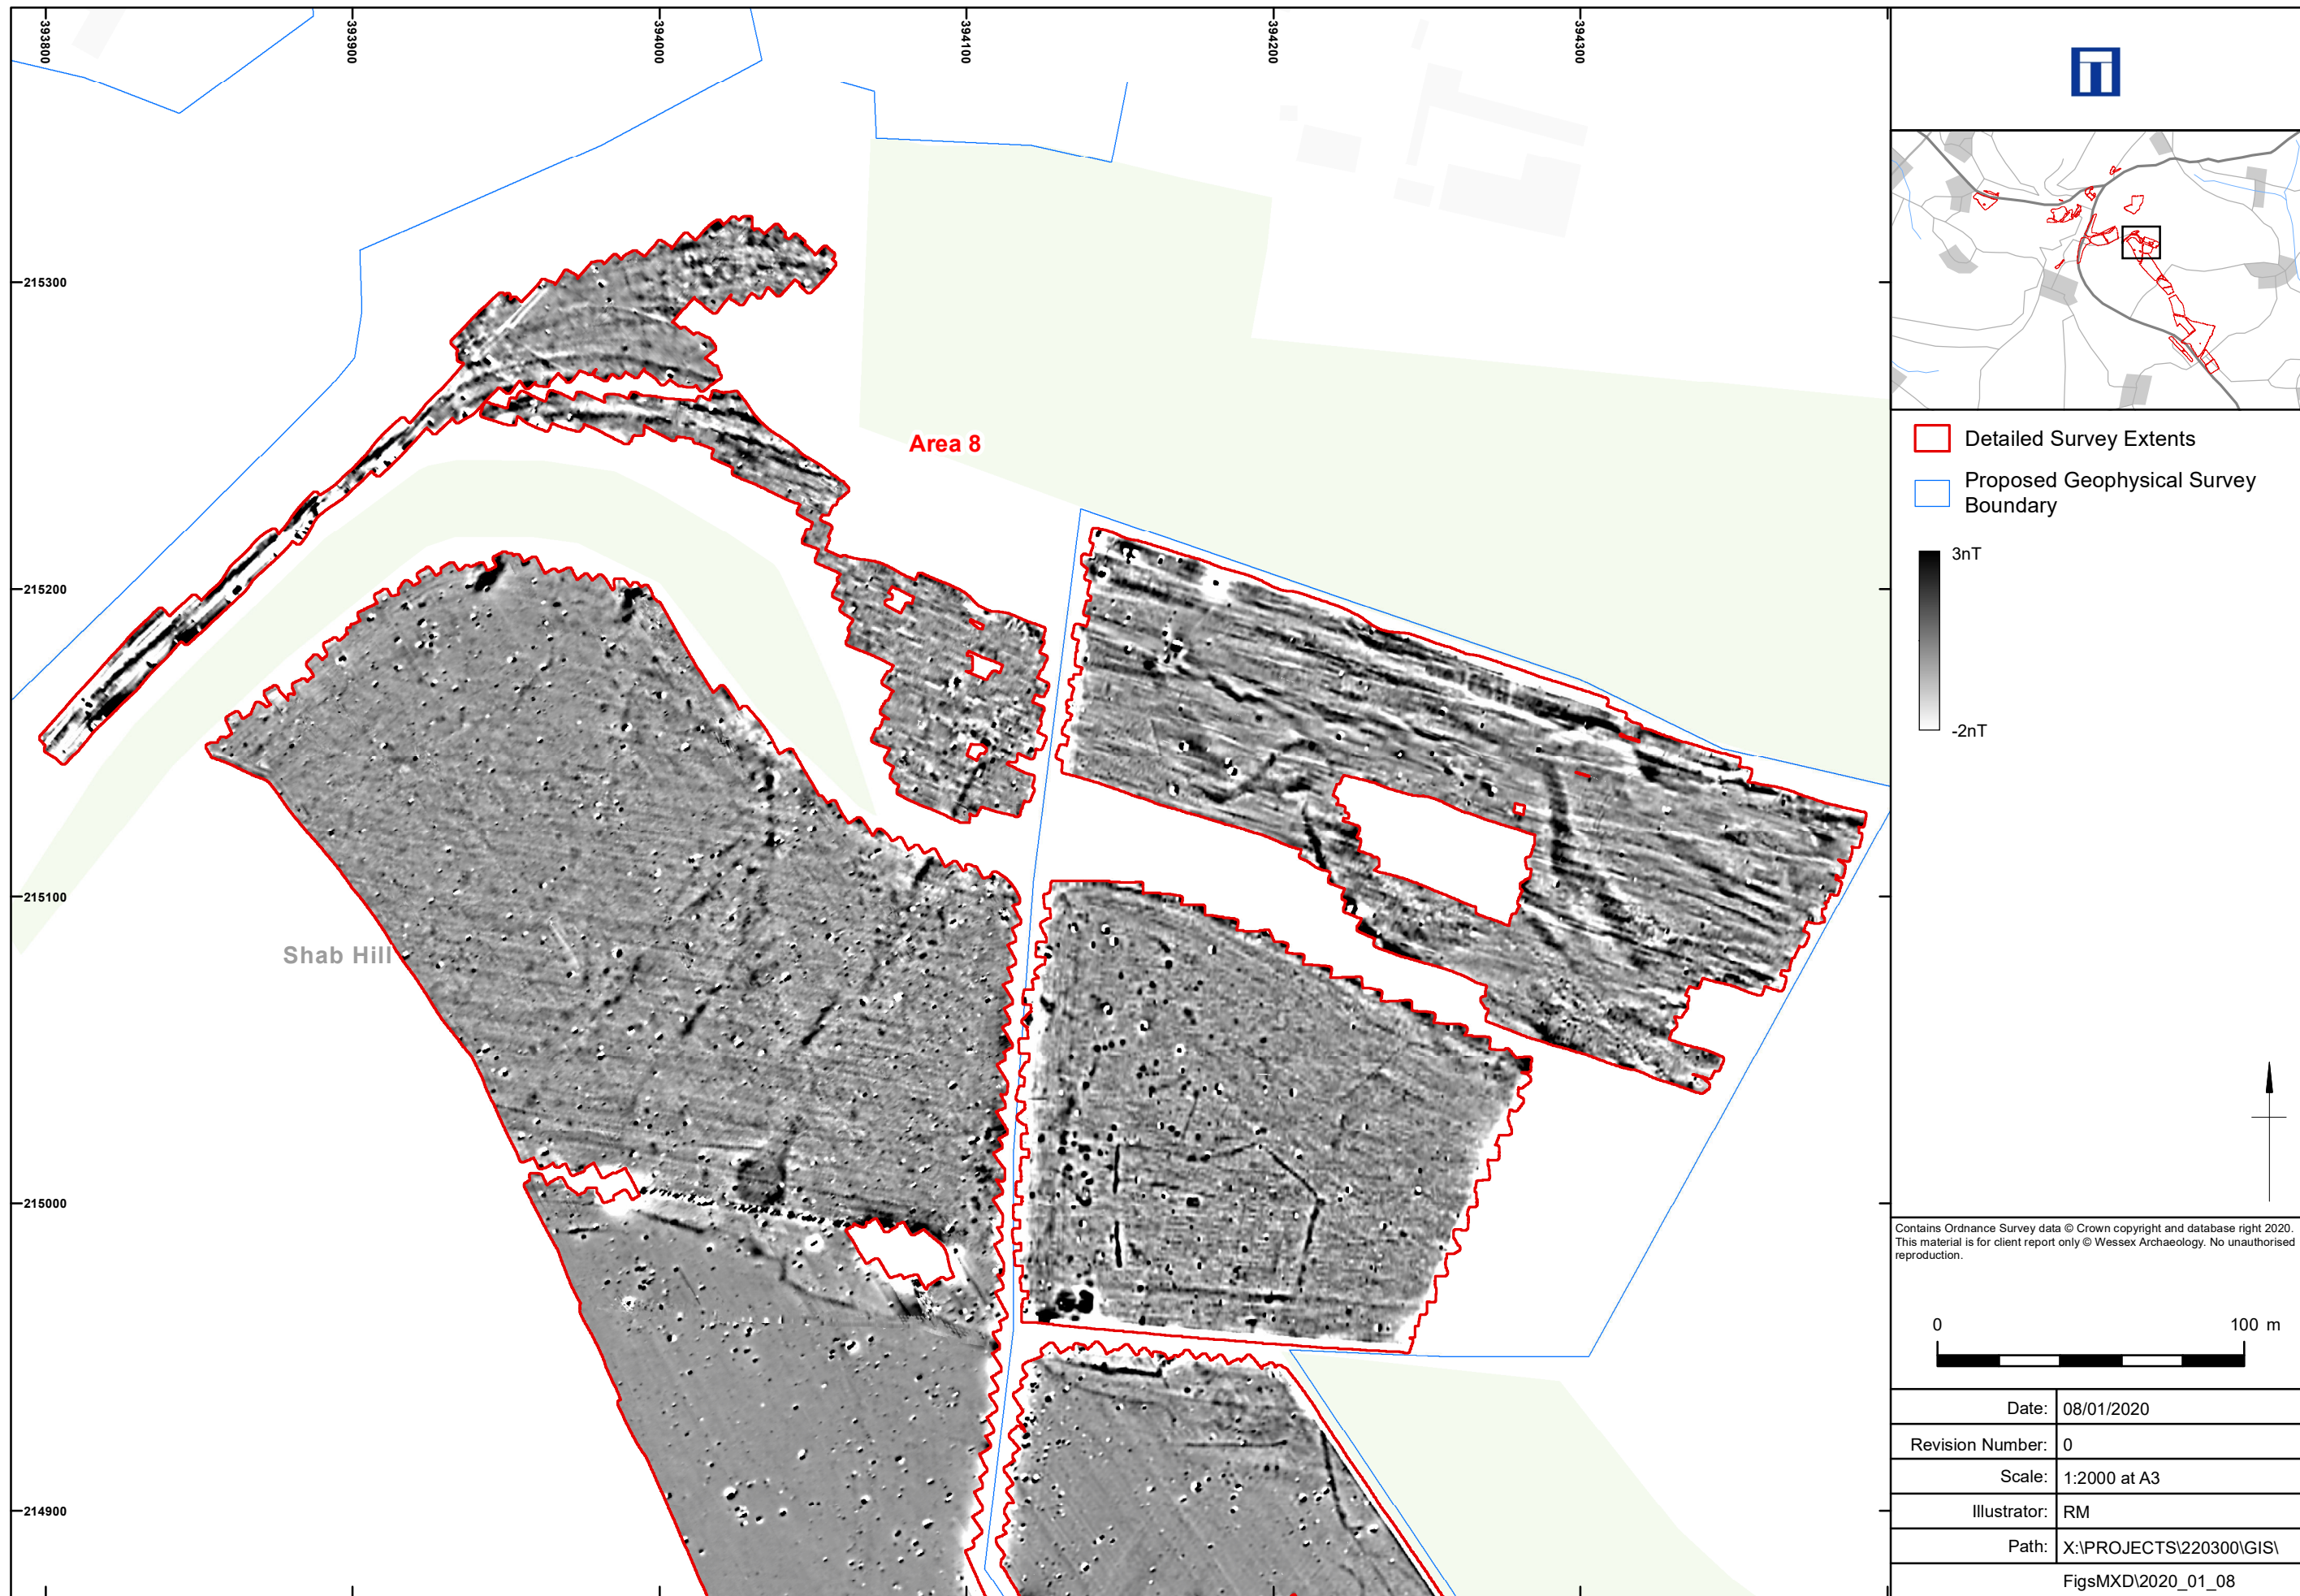 393800
393900
394000
394100
394200
394300
215300
215200
215100
215000
214900
Area 8
Shab Hill
Detailed Survey Extents
Proposed Geophysical Survey
Boundary
3nT
-2nT
Contains Ordnance Survey data © Crown copyright and database right 2020.
This material is for client report only © Wessex Archaeology. No unauthorised
reproduction.
0 100 m
Date: 08/01/2020
Revision Number: 0
Scale: 1:2000 at A3
Illustrator: RM
Path: X:\PROJECTS\220300\GIS\
FigsMXD\2020_01_08